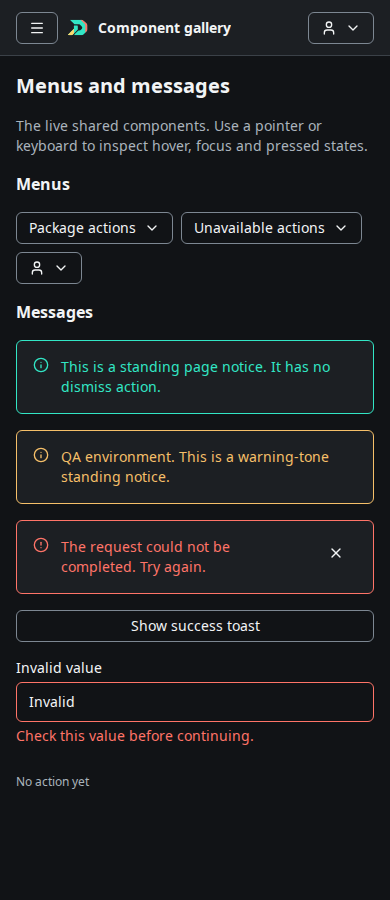 Component gallery
Menus and messages
The live shared components. Use a pointer or
keyboard to inspect hover, focus and pressed states.
Menus
Package actions
Unavailable actions
Messages
This is a standing page notice. It has no
dismiss action.
QA environment. This is a warning-tone
standing notice.
The request could not be
completed. Try again.
Show success toast
Invalid value
Invalid
Check this value before continuing.
No action yet